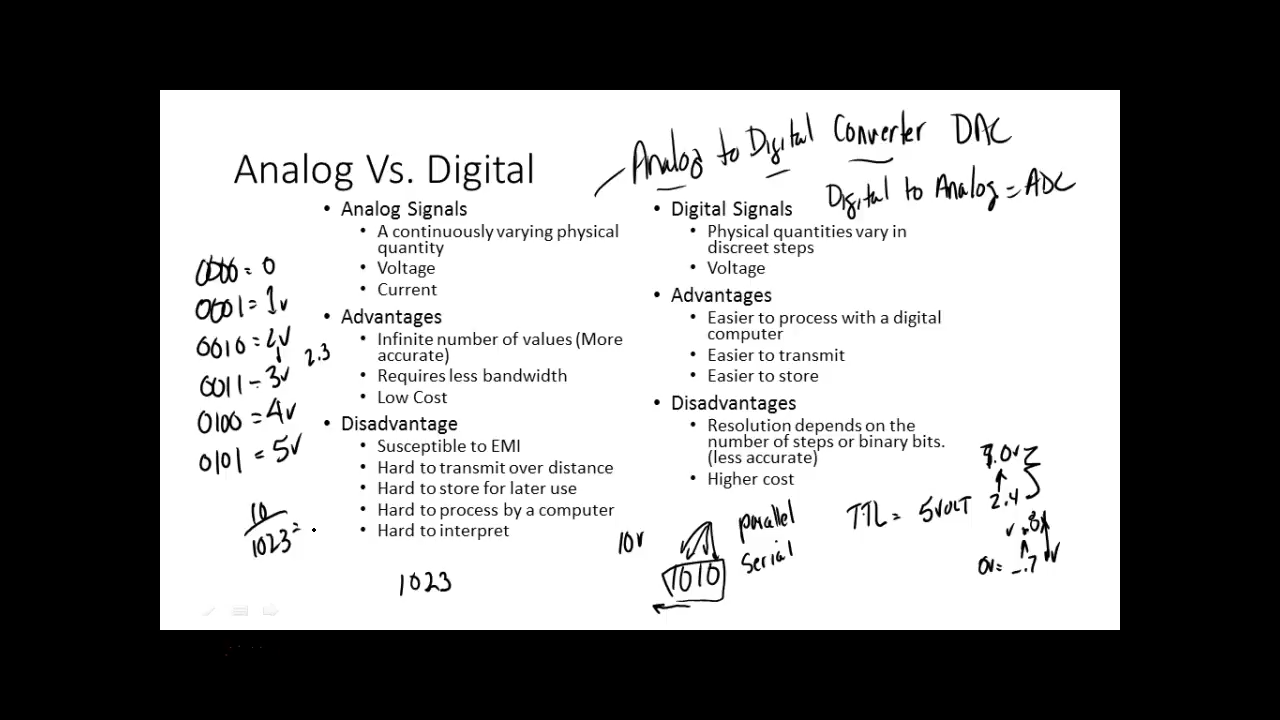 Analog to Digital Converter DAC
Analog Vs. Digital
Digital to Analog = ADC
• Analog Signals
• A continuously varying physical
quantity
• Voltage
• Current
• Advantages
• Infinite number of values (More
accurate)
• Requires less bandwidth
• Low Cost
• Disadvantage
• Susceptible to EMI
• Hard to transmit over distance
• Hard to store for later use
• Hard to process by a computer
• Hard to interpret
• Digital Signals
• Physical quantities vary in
discreet steps
• Voltage
• Advantages
• Easier to process with a digital
computer
• Easier to transmit
• Easier to store
• Disadvantages
• Resolution depends on the
number of steps or binary bits.
(less accurate)
• Higher cost
0000 = 0
0001 = 1v
0010 = 2v
2.3
0011 - 3v
0100 = 4v
0101 = 5v
10
1023 =
1023
10v
1010
parallel
serial
TTL = 5VOLT
2.4
.8v
0v = -.7